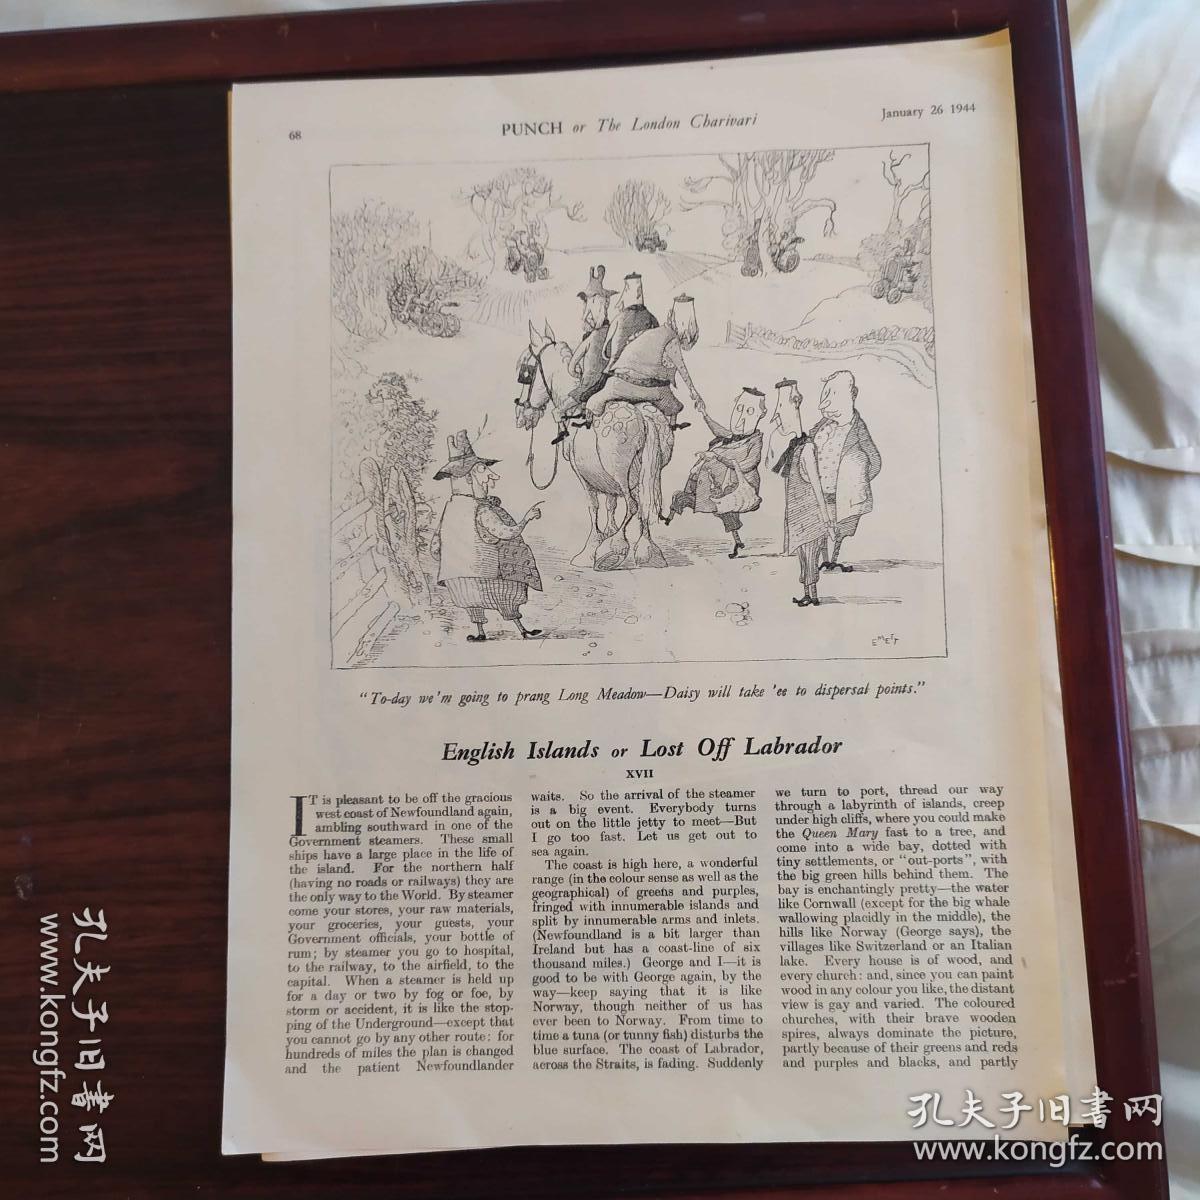 68
PUNCH or The London Charivari
January 26 1944
EMETT
"To-day we'm going to prang Long Meadow—Daisy will take 'ee to dispersal points."
English Islands or Lost Off Labrador
XVII
IT is pleasant to be off the gracious
west coast of Newfoundland again,
ambling southward in one of the
Government steamers. These small
ships have a large place in the life of
the island. For the northern half
(having no roads or railways) they are
the only way to the World. By steamer
come your stores, your raw materials,
your groceries, your guests, your
Government officials, your bottle of
rum; by steamer you go to hospital,
to the railway, to the airfield, to the
capital. When a steamer is held up
for a day or two by fog or foe, by
storm or accident, it is like the stop-
ping of the Underground—except that
you cannot go by any other route: for
hundreds of miles the plan is changed
and the patient Newfoundlander
waits. So the arrival of the steamer
is a big event. Everybody turns
out on the little jetty to meet—But
I go too fast. Let us get out to
sea again.
The coast is high here, a wonderful
range (in the colour sense as well as the
geographical) of greens and purples,
fringed with innumerable islands and
split by innumerable arms and inlets.
(Newfoundland is a bit larger than
Ireland but has a coast-line of six
thousand miles.) George and I—it is
good to be with George again, by the
way—keep saying that it is like
Norway, though neither of us has
ever been to Norway. From time to
time a tuna (or tunny fish) disturbs the
blue surface. The coast of Labrador,
across the Straits, is fading. Suddenly
we turn to port, thread our way
through a labyrinth of islands, creep
under high cliffs, where you could make
the Queen Mary fast to a tree, and
come into a wide bay, dotted with
tiny settlements, or "out-ports", with
the big green hills behind them. The
bay is enchantingly pretty—the water
like Cornwall (except for the big whale
wallowing placidly in the middle), the
hills like Norway (George says), the
villages like Switzerland or an Italian
lake. Every house is of wood, and
every church: and, since you can paint
wood in any colour you like, the distant
view is gay and varied. The coloured
churches, with their brave wooden
spires, always dominate the picture,
partly because of their greens and reds
and purples and blacks, and partly
孔夫子旧书网
www.kongfz.com
孔夫子旧书网
www.kongfz.com